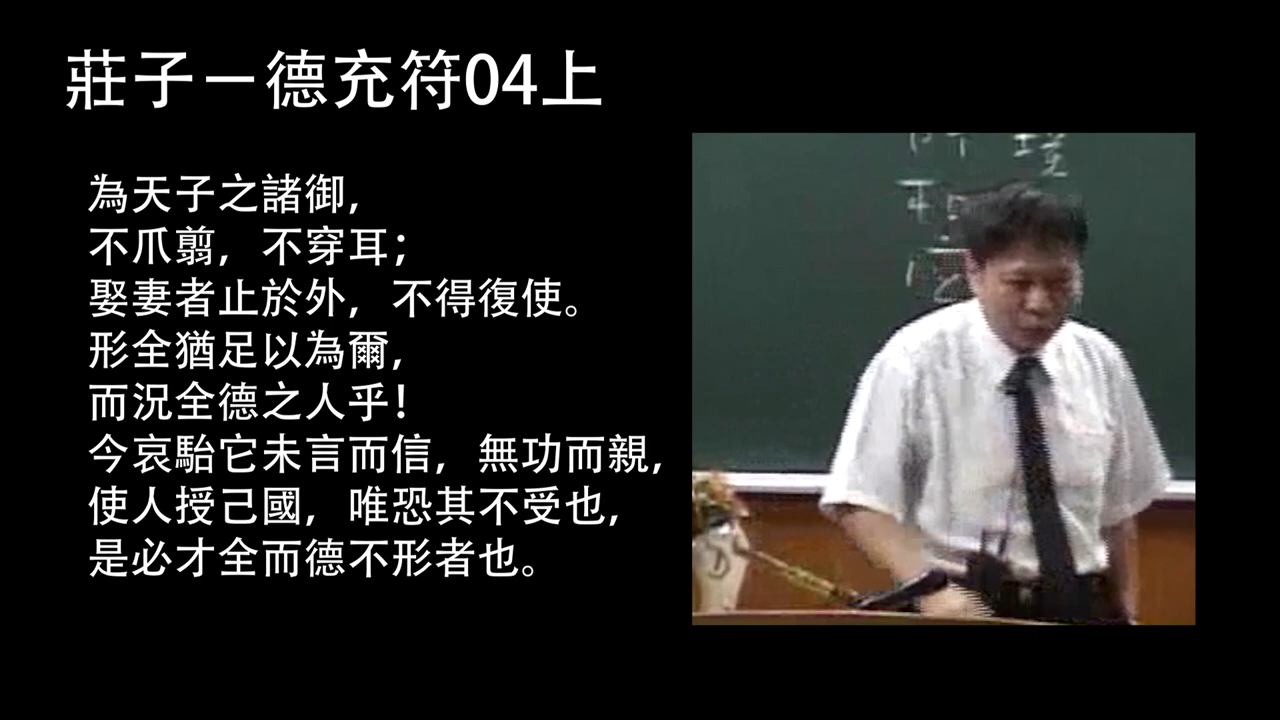 莊子－德充符04上
為天子之諸御，
不爪翦，不穿耳；
娶妻者止於外，不得復使。
形全猶足以為爾，
而況全德之人乎！
今哀駘它未言而信，無功而親，
使人授己國，唯恐其不受也，
是必才全而德不形者也。